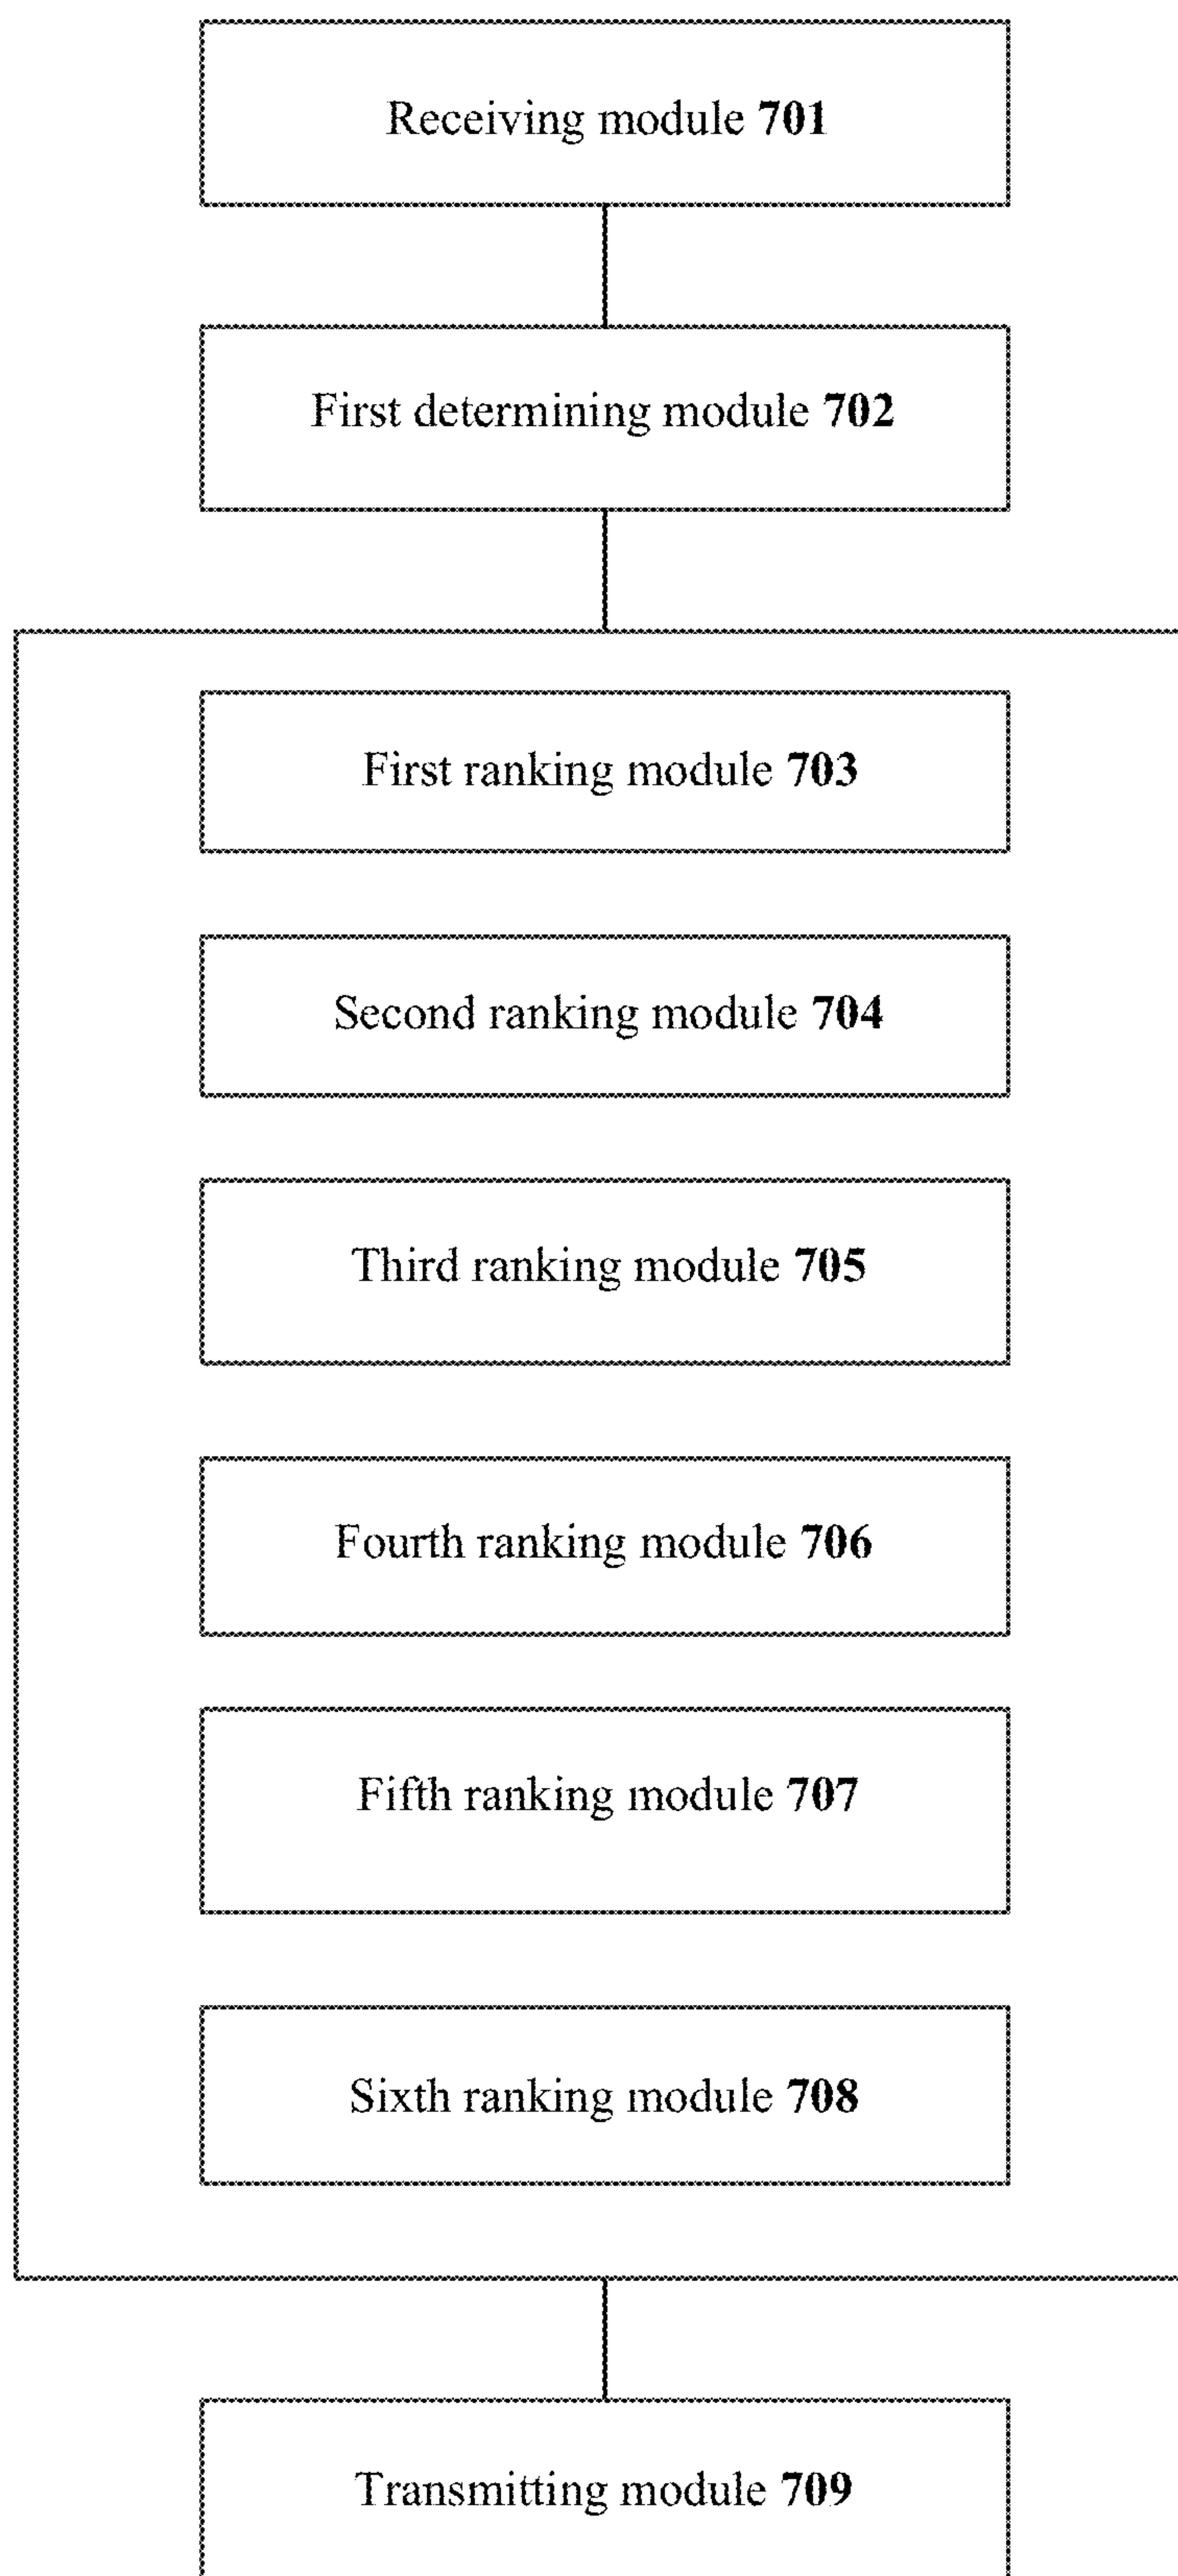 Receiving module 701
First determining module 702
First ranking module 703
Second ranking module 704
Third ranking module 705
Fourth ranking module 706
Fifth ranking module 707
Sixth ranking module 708
Transmitting module 709